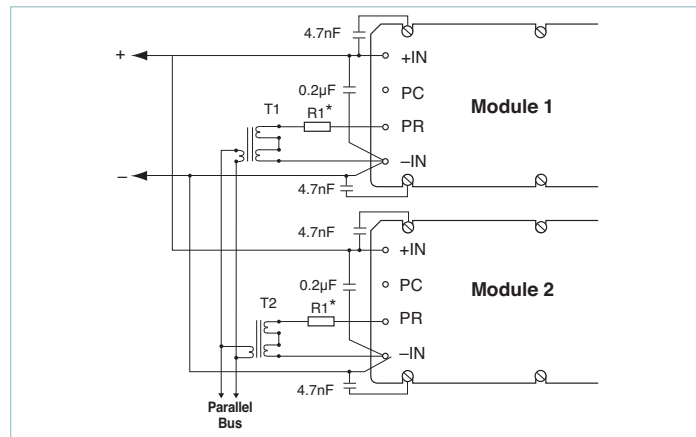 4.7nF
+
+IN
0.2µF
PC
Module 1
T1
R1*
PR
–IN
–
4.7nF
4.7nF
+IN
0.2µF
PC
Module 2
T2
R1*
PR
–IN
4.7nF
Parallel
Bus